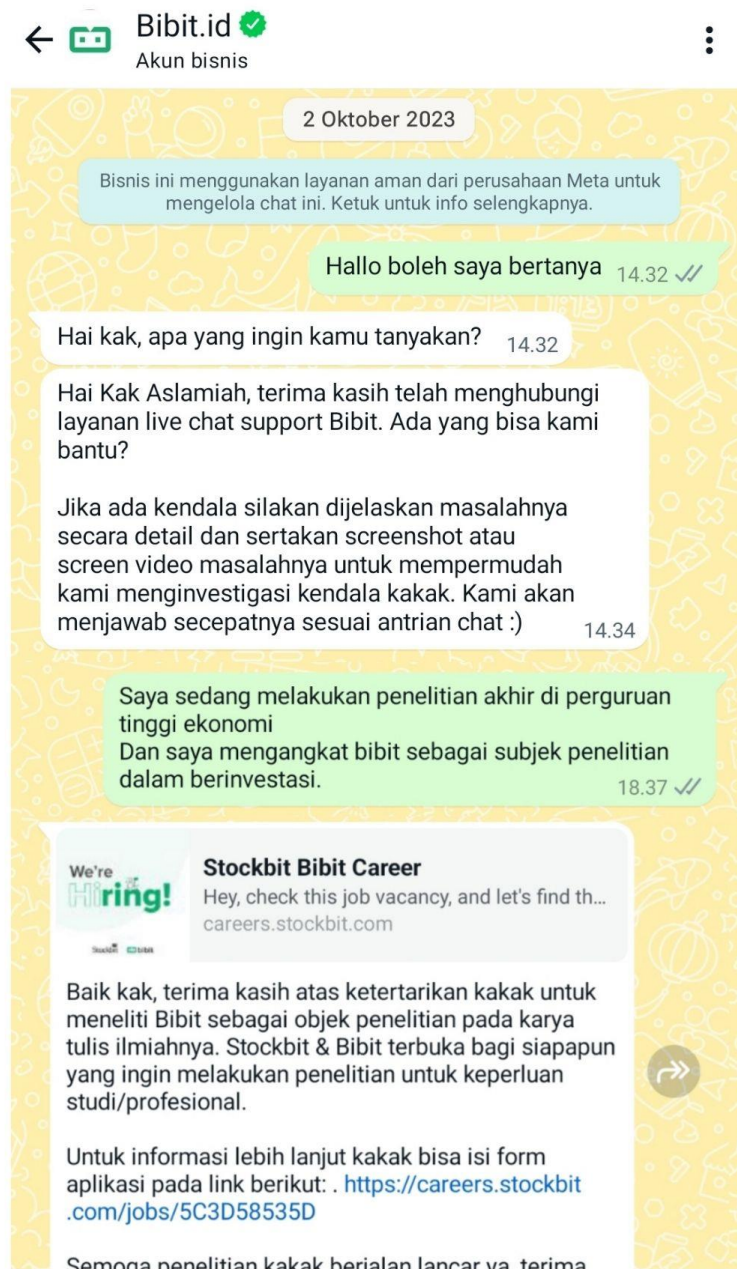 Bibit.id
Akun bisnis
2 Oktober 2023
Bisnis ini menggunakan layanan aman dari perusahaan Meta untuk
mengelola chat ini. Ketuk untuk info selengkapnya.
Hallo boleh saya bertanya 14.32
Hai kak, apa yang ingin kamu tanyakan? 14.32
Hai Kak Aslamiah, terima kasih telah menghubungi
layanan live chat support Bibit. Ada yang bisa kami
bantu?
Jika ada kendala silakan dijelaskan masalahnya
secara detail dan sertakan screenshot atau
screen video masalahnya untuk mempermudah
kami menginvestigasi kendala kakak. Kami akan
menjawab secepatnya sesuai antrian chat :) 14.34
Saya sedang melakukan penelitian akhir di perguruan
tinggi ekonomi
Dan saya mengangkat bibit sebagai subjek penelitian
dalam berinvestasi. 18.37
We're
Hiring!
Stockbit Bibit
Stockbit Bibit Career
Hey, check this job vacancy, and let's find th...
careers.stockbit.com
Baik kak, terima kasih atas ketertarikan kakak untuk
meneliti Bibit sebagai objek penelitian pada karya
tulis ilmiahnya. Stockbit & Bibit terbuka bagi siapapun
yang ingin melakukan penelitian untuk keperluan
studi/profesional.
Untuk informasi lebih lanjut kakak bisa isi form
aplikasi pada link berikut: . https://careers.stockbit
.com/jobs/5C3D58535D
Semoga penelitian kakak berjalan lancar ya, terima